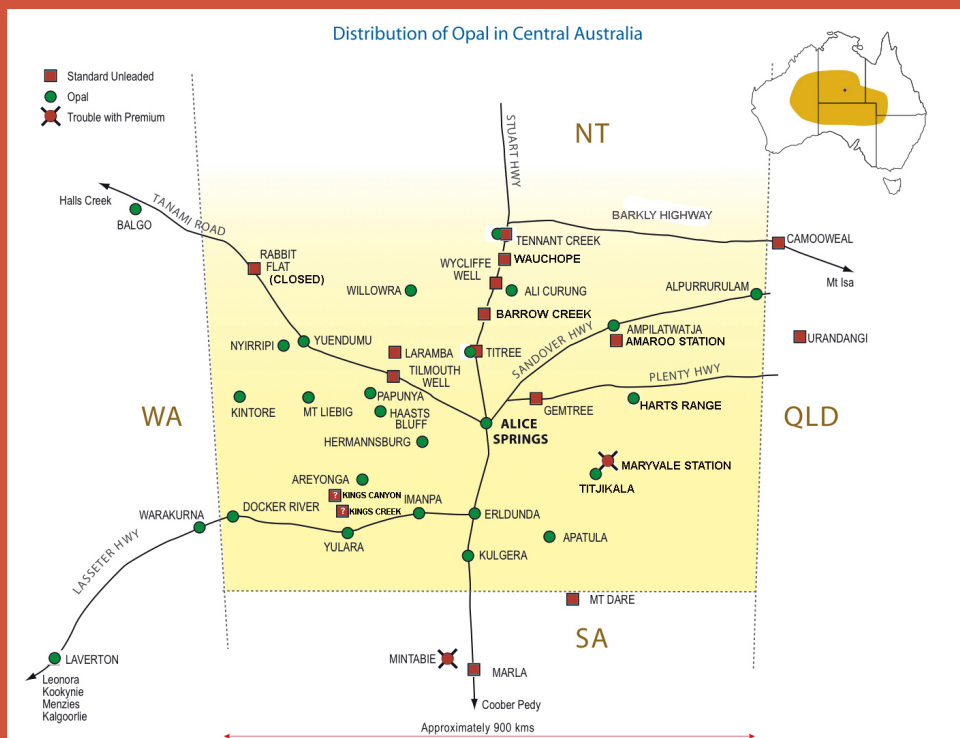 Distribution of Opal in Central Australia
Standard Unleaded
Opal
Trouble with Premium
NT
STUART HWY
Halls Creek
BALGO
TANAMI ROAD
BARKLY HIGHWAY
TENNANT CREEK
CAMOOWEAL
Mt Isa
RABBIT
FLAT
(CLOSED)
WYCLIFFE
WELL
WAUCHOPE
WILLOWRA
ALI CURUNG
ALPURRURULAM
BARROW CREEK
SANDOVER HWY
AMPILATWATJA
AMAROO STATION
URANDANGI
NYIRRIPI
YUENDUMU
LARAMBA
TITREE
TILMOUTH
WELL
PLENTY HWY
WA
KINTORE
MT LIEBIG
PAPUNYA
HAASTS
BLUFF
GEMTREE
HARTS RANGE
QLD
ALICE
SPRINGS
HERMANNSBURG
MARYVALE STATION
TITJIKALA
AREYONGA
?
KINGS CANYON
?
KINGS CREEK
IMANPA
DOCKER RIVER
WARAKURNA
ERLDUNDA
YULARA
APATULA
LASSETER HWY
KULGERA
MT DARE
SA
LAVERTON
Leonora
Kookynie
Menzies
Kalgoorlie
MINTABIE
MARLA
Coober Pedy
Approximately 900 kms